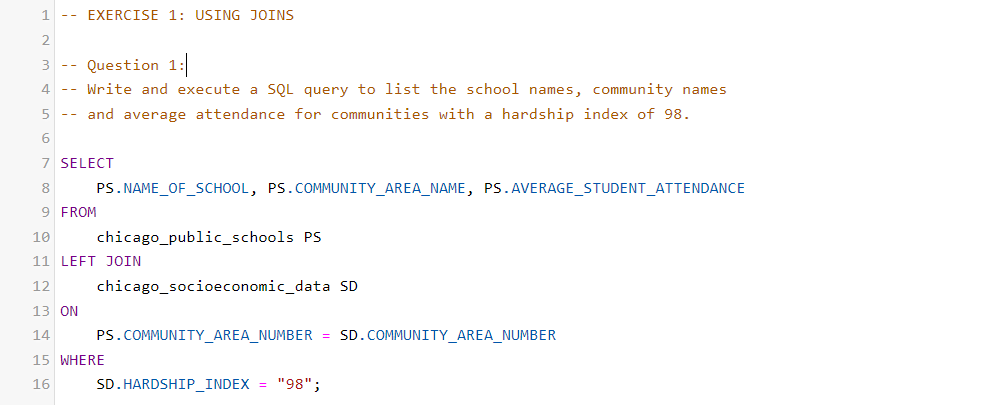 1 -- EXERCISE 1: USING JOINS
2
3 -- Question 1:
4 -- Write and execute a SQL query to list the school names, community names
5 -- and average attendance for communities with a hardship index of 98.
6
7 SELECT
8     PS.NAME_OF_SCHOOL, PS.COMMUNITY_AREA_NAME, PS.AVERAGE_STUDENT_ATTENDANCE
9 FROM
10     chicago_public_schools PS
11 LEFT JOIN
12     chicago_socioeconomic_data SD
13 ON
14     PS.COMMUNITY_AREA_NUMBER = SD.COMMUNITY_AREA_NUMBER
15 WHERE
16     SD.HARDSHIP_INDEX = "98";